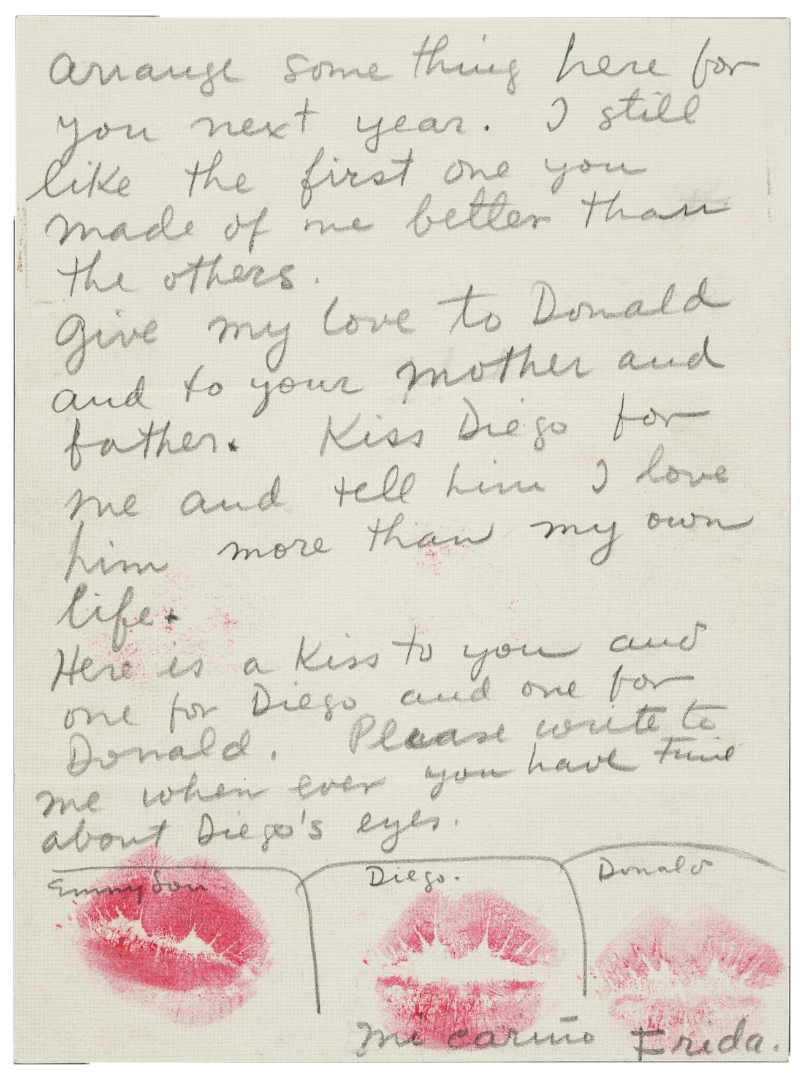 arrange some thing here for
you next year. I still
like the first one you
made of me better than
the others.
Give my love to Donald
and to your mother and
father. Kiss Diego for
me and tell him I love
him more than my own
life.
Here is a kiss to you and
one for Diego and one for
Donald. Please write to
me when ever you have time
about Diego's eyes.
Emmy Lou
Diego.
Donald
Mi cariño Frida.